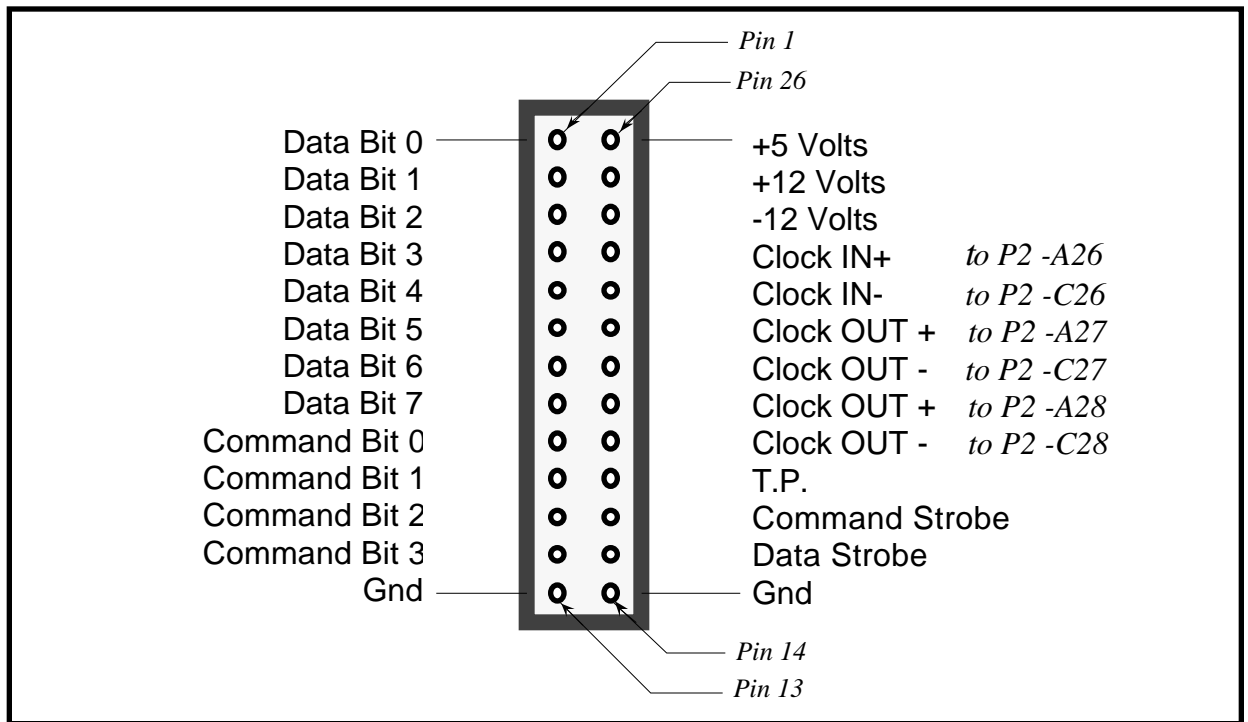 Pin 1
Pin 26
Data Bit 0
+5 Volts
Data Bit 1
+12 Volts
Data Bit 2
-12 Volts
Data Bit 3
Clock IN+ to P2 -A26
Data Bit 4
Clock IN- to P2 -C26
Data Bit 5
Clock OUT + to P2 -A27
Data Bit 6
Clock OUT - to P2 -C27
Data Bit 7
Clock OUT + to P2 -A28
Command Bit 0
Clock OUT - to P2 -C28
Command Bit 1
T.P.
Command Bit 2
Command Strobe
Command Bit 3
Data Strobe
Gnd
Gnd
Pin 14
Pin 13